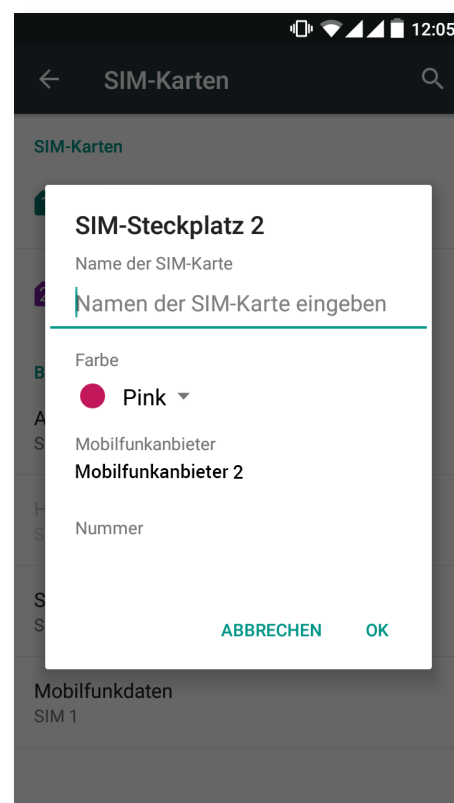 12:05
SIM-Karten
SIM-Karten
SIM-Steckplatz 2
Name der SIM-Karte
Namen der SIM-Karte eingeben
Farbe
Pink
Mobilfunkanbieter
Mobilfunkanbieter 2
Nummer
ABBRECHEN OK
Mobilfunkdaten
SIM 1